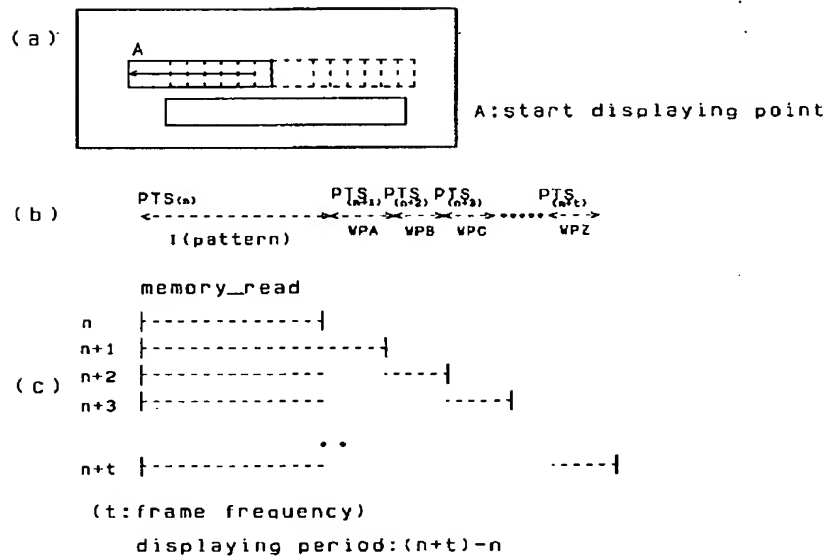 (a)
A
A:start displaying point
(b)
PTS(n) PTS(n+1) PTS(n+2) PTS(n+3) PTS(n+t)
I(pattern) WPA WPB WPC WPZ
memory_read
n
n+1
(c)
n+2
n+3
n+t
(t:frame frequency)
displaying period:(n+t)-n